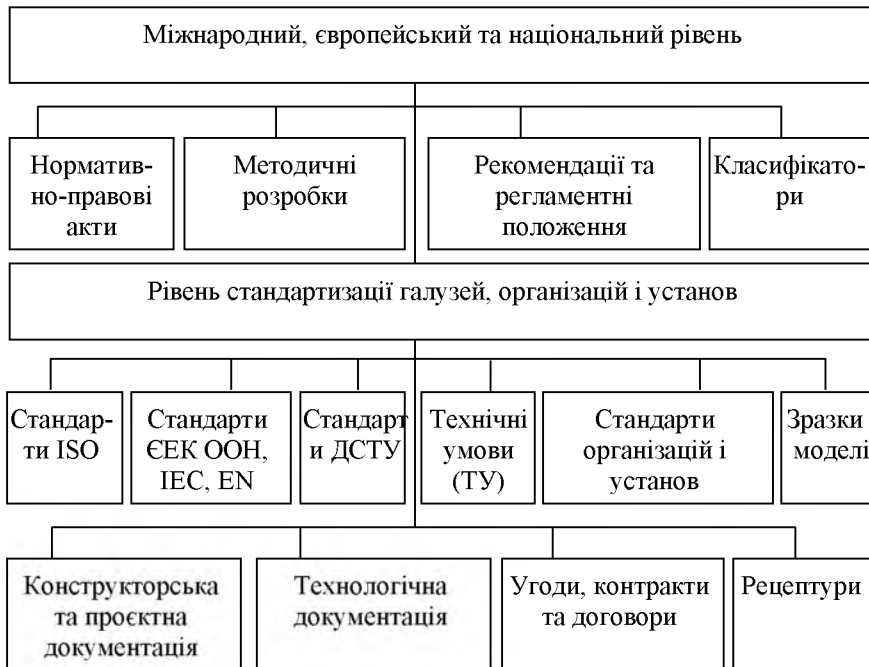 Міжнародний, європейський та національний рівень
Норматив-
но-правові
акти
Методичні
розробки
Рекомендації та
регламентні
положення
Класифікато-
ри
Рівень стандартизації галузей, організацій і установ
Стандар-
ти ISO
Стандарти
ЄЕК ООН,
IEC, EN
Стандарт
и ДСТУ
Технічні
умови
(ТУ)
Стандарти
організацій і
установ
Зразки
моделі
Конструкторська
та проєктна
документація
Технологічна
документація
Угоди, контракти
та договори
Рецептури